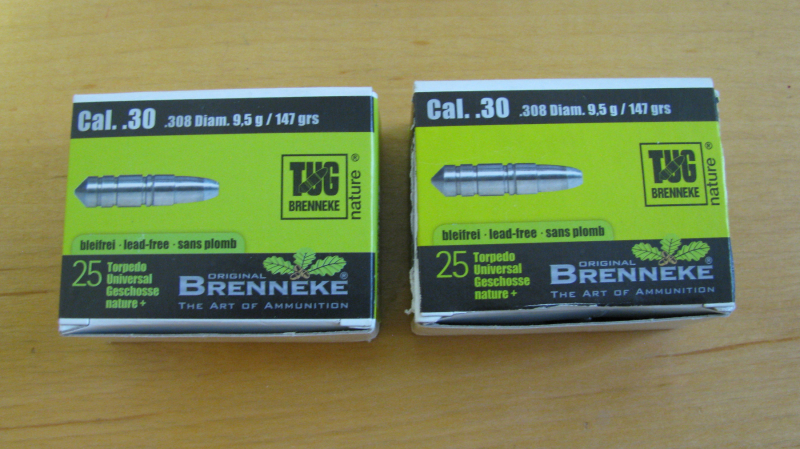 Cal. .30 .308 Diam. 9,5 g / 147 grs
TUG
BRENNEKE
nature ®
bleifrei · lead-free · sans plomb
25 Torpedo
Universal
Geschosse
nature +
ORIGINAL
BRENNEKE®
THE ART OF AMMUNITION
Cal. .30 .308 Diam. 9,5 g / 147 grs
TUG
BRENNEKE
nature ®
bleifrei · lead-free · sans plomb
25 Torpedo
Universal
Geschosse
nature +
ORIGINAL
BRENNEKE®
THE ART OF AMMUNITION